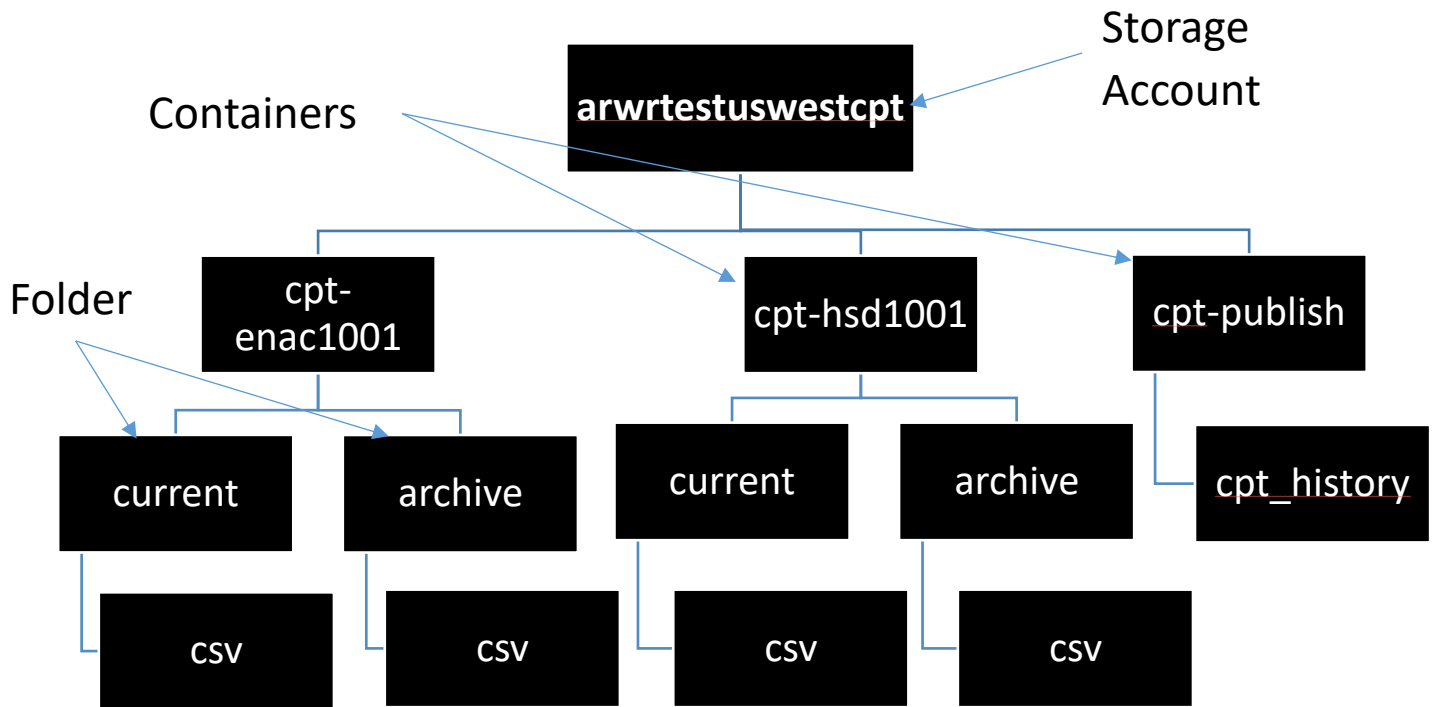 Storage
Account
arwrtestuswestcpt
Containers
Folder
cpt-
enac1001
cpt-hsd1001
cpt-publish
current
archive
current
archive
cpt_history
csv
csv
csv
csv